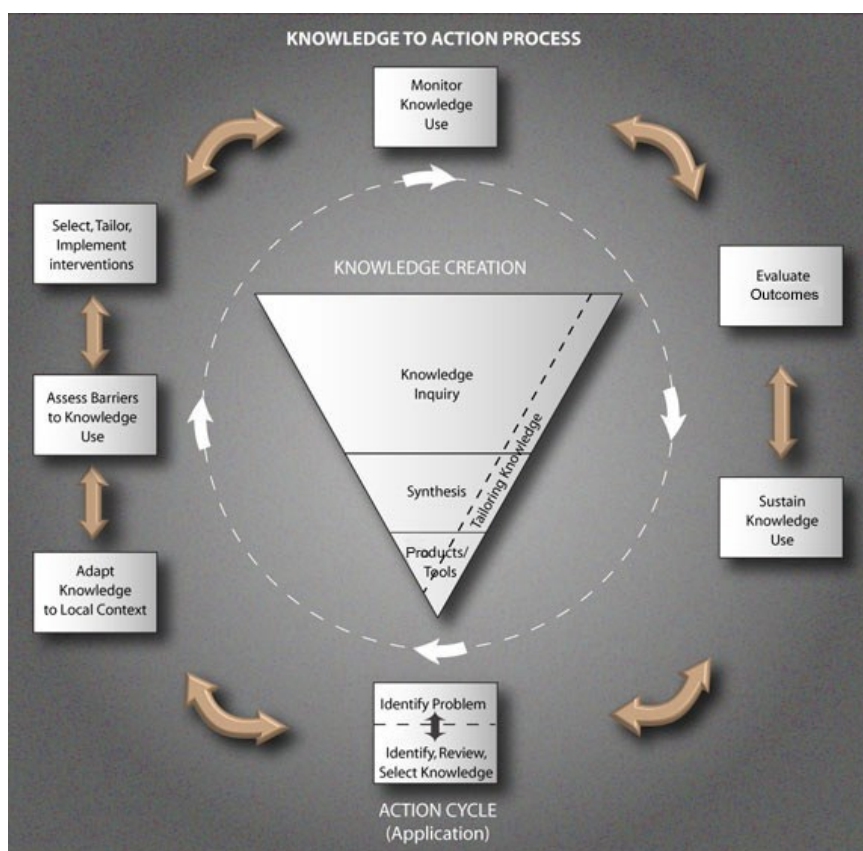 KNOWLEDGE TO ACTION PROCESS
Monitor
Knowledge
Use
Select, Tailor,
Implement
interventions
KNOWLEDGE CREATION
Evaluate
Outcomes
Knowledge
Inquiry
Assess Barriers
to Knowledge
Use
Tailoring Knowledge
Synthesis
Sustain
Knowledge
Use
Products/
Tools
Adapt
Knowledge
to Local Context
Identify Problem
Identify, Review,
Select Knowledge
ACTION CYCLE
(Application)